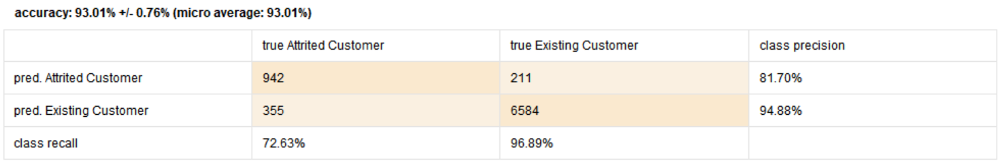 accuracy: 93.01% +/- 0.76% (micro average: 93.01%)
true Attrited Customer true Existing Customer class precision
pred. Attrited Customer 942 211 81.70%
pred. Existing Customer 355 6584 94.88%
class recall 72.63% 96.89%